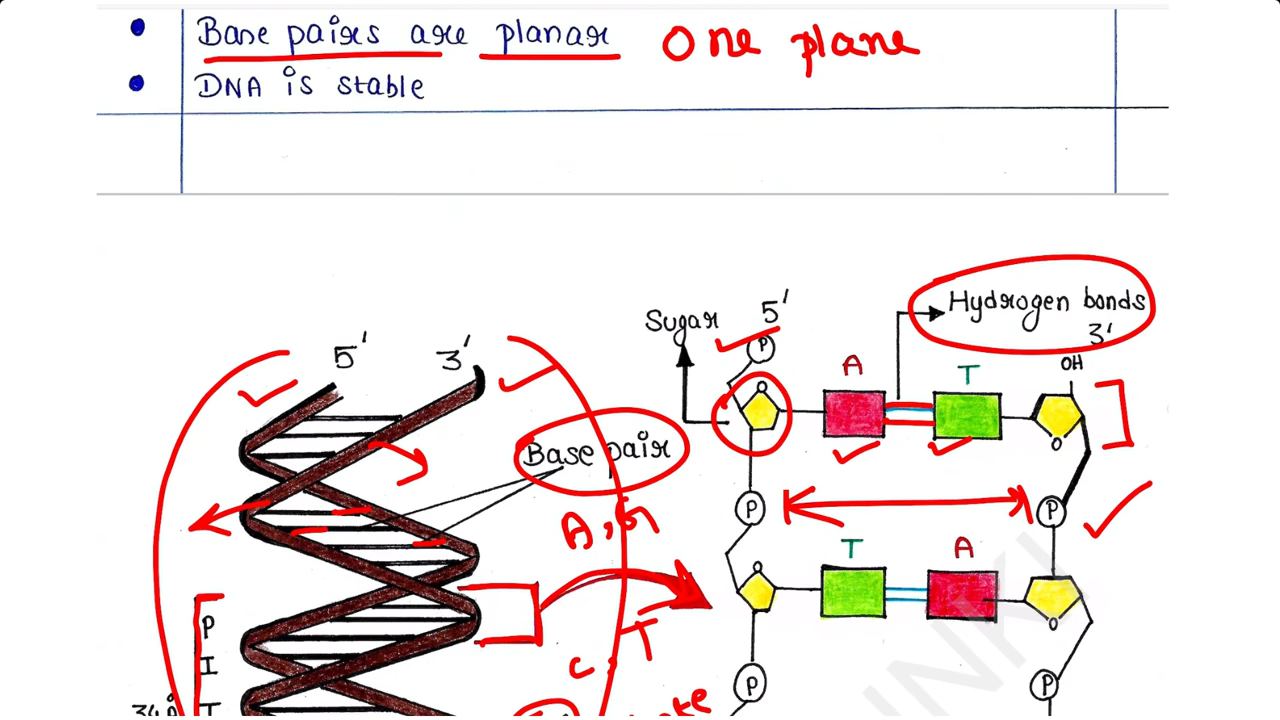 Base pairs are planar One plane
DNA is stable
Hydrogen bonds
Sugar 5' 3'
P OH
5' 3' A T
O
O
Base pair
A, G
P P
T A
O
O
C, T
P
I
T
34A°
P P